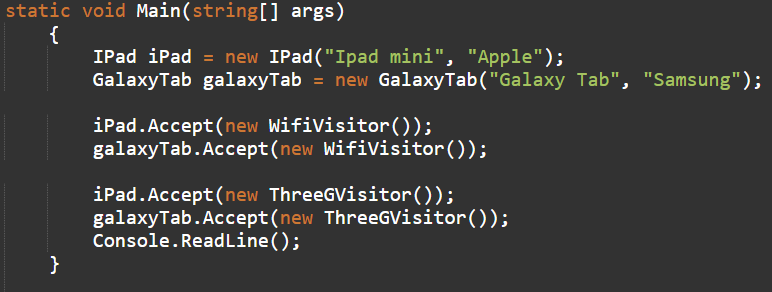 static void Main(string[] args)
{
IPad iPad = new IPad("Ipad mini", "Apple");
GalaxyTab galaxyTab = new GalaxyTab("Galaxy Tab", "Samsung");
iPad.Accept(new WifiVisitor());
galaxyTab.Accept(new WifiVisitor());
iPad.Accept(new ThreeGVisitor());
galaxyTab.Accept(new ThreeGVisitor());
Console.ReadLine();
}